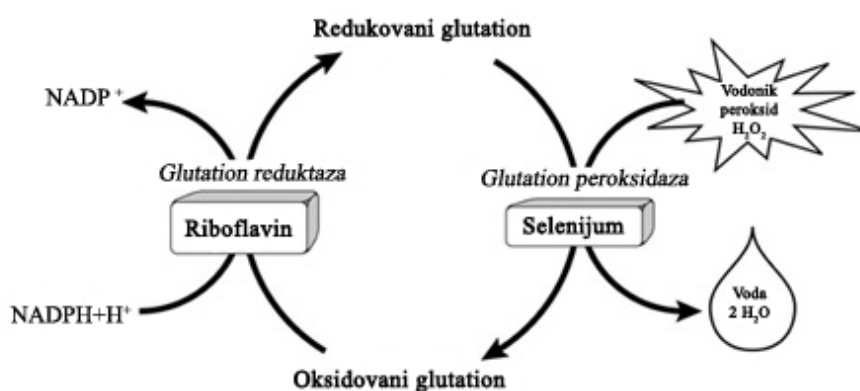 Redukovani glutation
NADP +
Vodonik
peroksid
H₂O₂
Glutation reduktaza
Glutation peroksidaza
Riboflavin
Selenijum
NADPH+H⁺
Voda
2 H₂O
Oksidovani glutation